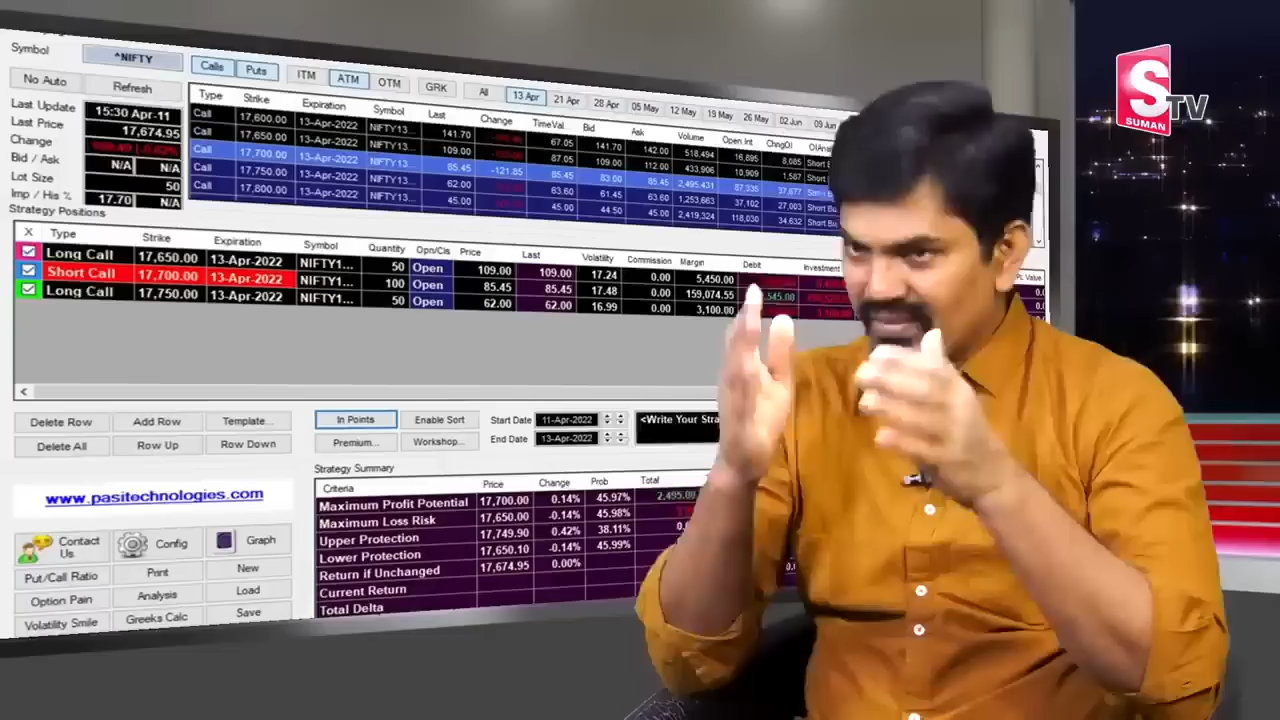 Symbol ^NIFTY Calls Puts ITM ATM OTM GRK All 13 Apr 21 Apr 28 Apr 05 May 12 May 19 May 26 May 02 Jun 09 Jun
No Auto Refresh
Last Update 15:30 Apr-11
Last Price 17,674.95
Change
Bid / Ask N/A N/A
Lot Size 50
Imp / His % 17.70 N/A
Type Strike Expiration Symbol Last Change TimeVal... Bid Ask Volume Open Int ChngOI
Call 17,600.00 13-Apr-2022 NIFTY13... 141.70 67.05 141.70 142.00 518,494 16,895 8,085 Short
Call 17,650.00 13-Apr-2022 NIFTY13... 109.00 87.05 109.00 112.00 433,906 10,909 1,587 Short
Call 17,700.00 13-Apr-2022 NIFTY13... 85.45 -121.85 85.45 83.00 85.45 2,495,431 87,335 37,677
Call 17,750.00 13-Apr-2022 NIFTY13... 62.00 63.60 61.45 63.60 1,253,663 37,102 27,003 Short
Call 17,800.00 13-Apr-2022 NIFTY13... 45.00 45.00 44.50 45.00 2,419,324 118,030 34,632 Short
Strategy Positions
X Type Strike Expiration Symbol Quantity Opn/Cls Price Last Volatility Commission Margin Debit Investment PL Value
Long Call 17,650.00 13-Apr-2022 NIFTY1... 50 Open 109.00 109.00 17.24 0.00 5,450.00
Short Call 17,700.00 13-Apr-2022 NIFTY1... 100 Open 85.45 85.45 17.48 0.00 159,074.55 545.00
Long Call 17,750.00 13-Apr-2022 NIFTY1... 50 Open 62.00 62.00 16.99 0.00 3,100.00
Delete Row Add Row Template... In Points Enable Sort Start Date 11-Apr-2022 <Write Your Stra
Delete All Row Up Row Down Premium... Workshop... End Date 13-Apr-2022
www.pasitechnologies.com
Contact Us Config Graph
Put/Call Ratio Print New
Option Pain Analysis Load
Volatility Smile Greeks Calc Save
Strategy Summary
Criteria Price Change Prob Total
Maximum Profit Potential 17,700.00 0.14% 45.97% 2,495.00
Maximum Loss Risk 17,650.00 -0.14% 45.98%
Upper Protection 17,749.90 0.42% 38.11%
Lower Protection 17,650.10 -0.14% 45.99%
Return if Unchanged 17,674.95 0.00%
Current Return
Total Delta
S TV
SUMAN